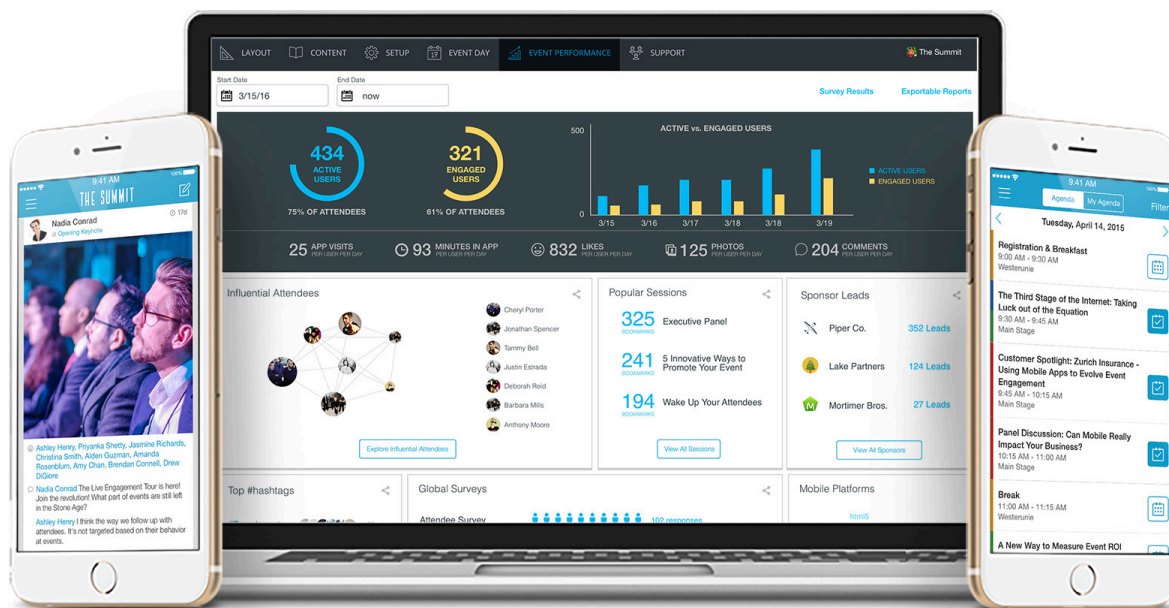 LAYOUT
CONTENT
SETUP
17
EVENT DAY
EVENT PERFORMANCE
SUPPORT
The Summit
Start Date
3/15/16
End Date
now
Survey Results
Exportable Reports
434
ACTIVE
USERS
75% OF ATTENDEES
321
ENGAGED
USERS
61% OF ATTENDEES
ACTIVE vs. ENGAGED USERS
500
0
3/15
3/16
3/17
3/18
3/18
3/19
ACTIVE USERS
ENGAGED USERS
25 APP VISITS
PER USER PER DAY
93 MINUTES IN APP
PER USER PER DAY
832 LIKES
PER USER PER DAY
125 PHOTOS
PER USER PER DAY
204 COMMENTS
PER USER PER DAY
Influential Attendees
Cheryl Porter
Jonathan Spencer
Tammy Bell
Justin Estrada
Deborah Reid
Barbara Mills
Anthony Moore
Explore Influential Attendees
Popular Sessions
325
BOOKMARKS
Executive Panel
241
BOOKMARKS
5 Innovative Ways to
Promote Your Event
194
BOOKMARKS
Wake Up Your Attendees
View All Sessions
Sponsor Leads
Piper Co.
352 Leads
Lake Partners
124 Leads
M
Mortimer Bros.
27 Leads
View All Sponsors
Top #hashtags
Global Surveys
Attendee Survey
102 responses
Mobile Platforms
html5
9:41 AM
100%
THE SUMMIT
Nadia Conrad
at Opening Keynote
17d
Ashley Henry, Priyanka Shetty, Jasmine Richards,
Christina Smith, Alden Guzman, Amanda
Rosenblum, Amy Chan, Brendan Connell, Drew
DiGiore
Nadia Conrad The Live Engagement Tour is here!
Join the revolution! What part of events are still left
in the Stone Age?
Ashley Henry I think the way we follow up with
attendees. It's not targeted based on their behavior
at events.
9:41 AM
100%
Agenda
My Agenda
Filter
Tuesday, April 14, 2015
Registration & Breakfast
9:00 AM - 9:30 AM
Westerunie
The Third Stage of the Internet: Taking
Luck out of the Equation
9:30 AM - 9:45 AM
Main Stage
Customer Spotlight: Zurich Insurance -
Using Mobile Apps to Evolve Event
Engagement
9:45 AM - 10:15 AM
Main Stage
Panel Discussion: Can Mobile Really
Impact Your Business?
10:15 AM - 11:00 AM
Main Stage
Break
11:00 AM - 11:15 AM
Westerunie
A New Way to Measure Event ROI